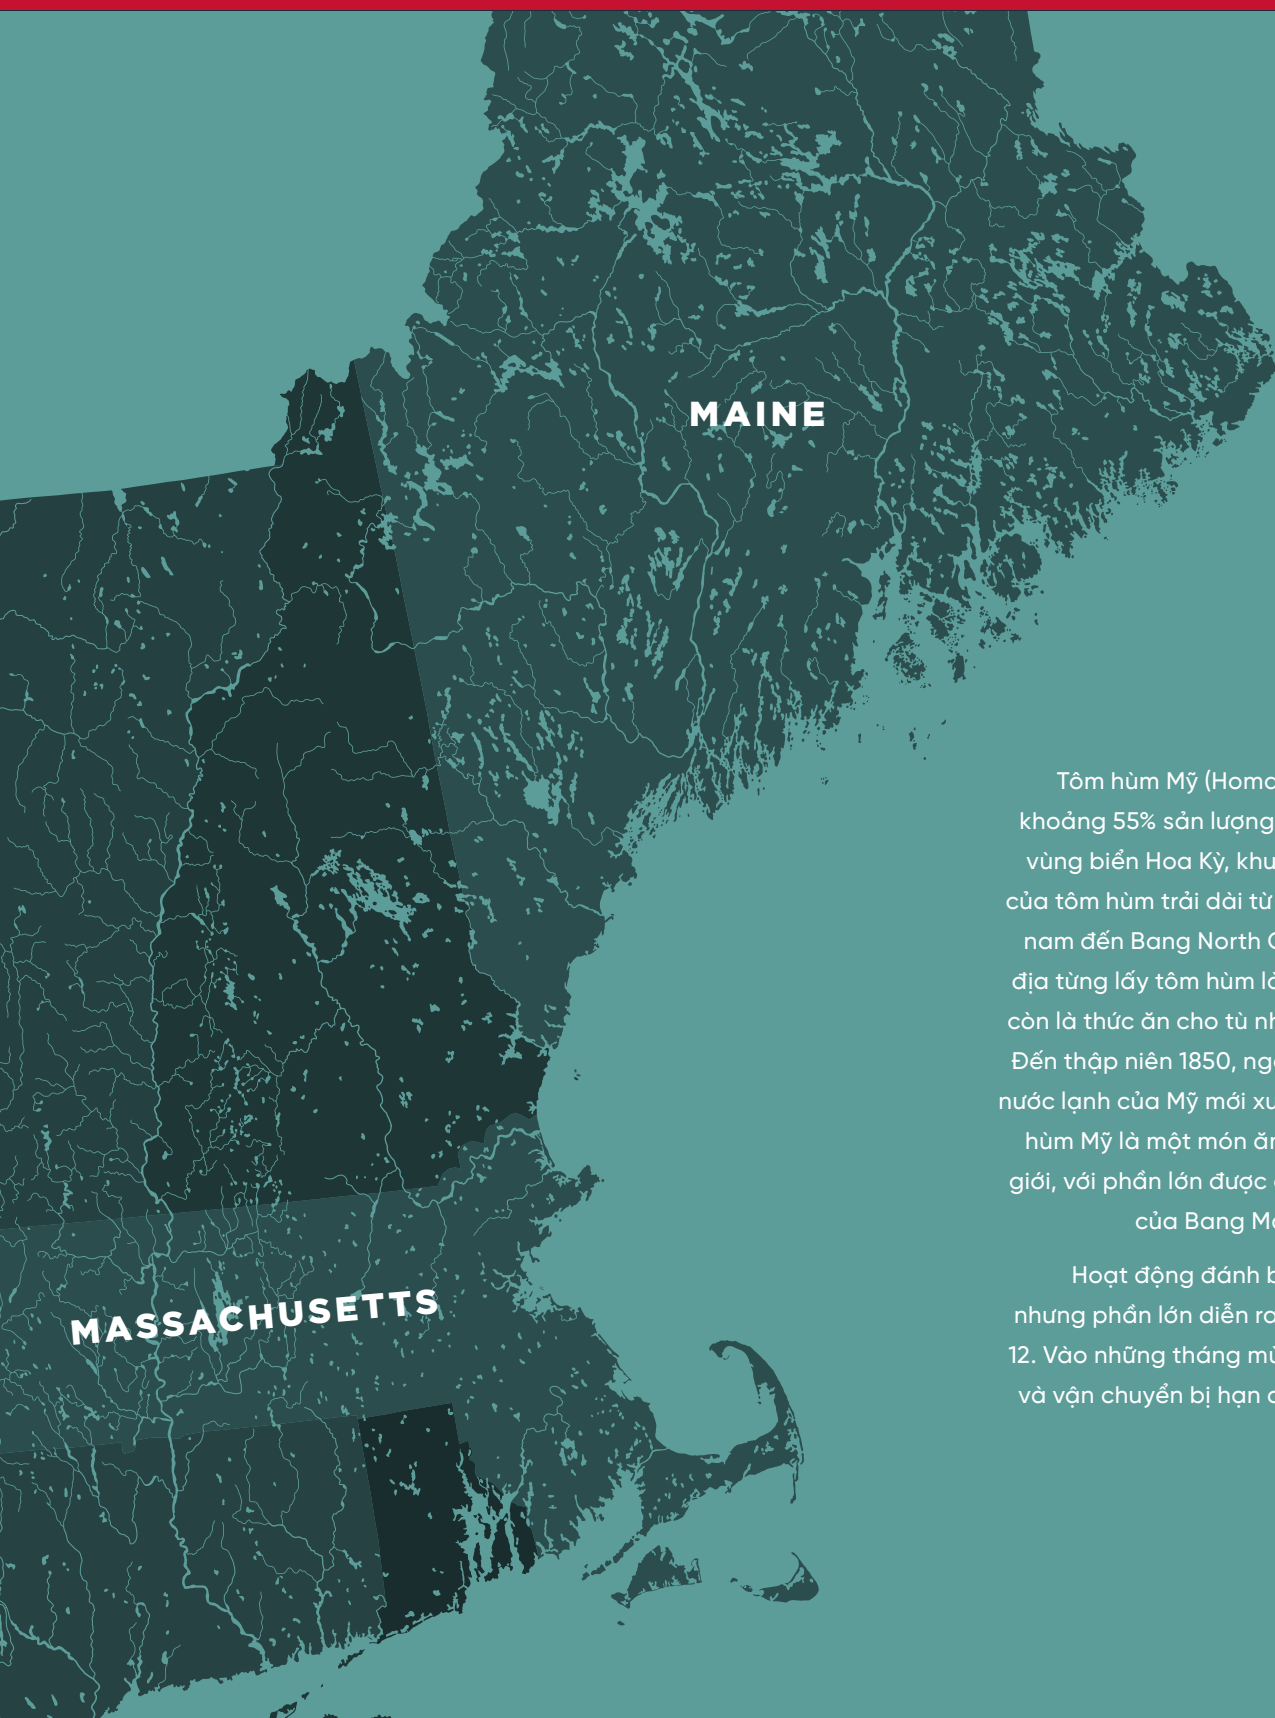 MAINE
Tôm hùm Mỹ (Homa
khoảng 55% sản lượng
vùng biển Hoa Kỳ, khu
của tôm hùm trải dài từ
nam đến Bang North
địa từng lấy tôm hùm
còn là thức ăn cho tù nh
Đến thập niên 1850, ng
nước lạnh của Mỹ mới xu
hùm Mỹ là một món ăn
giới, với phần lớn được
của Bang Ma
Hoạt động đánh b
nhưng phần lớn diễn ra
12. Vào những tháng mù
và vận chuyển bị hạn
MASSACHUSETTS